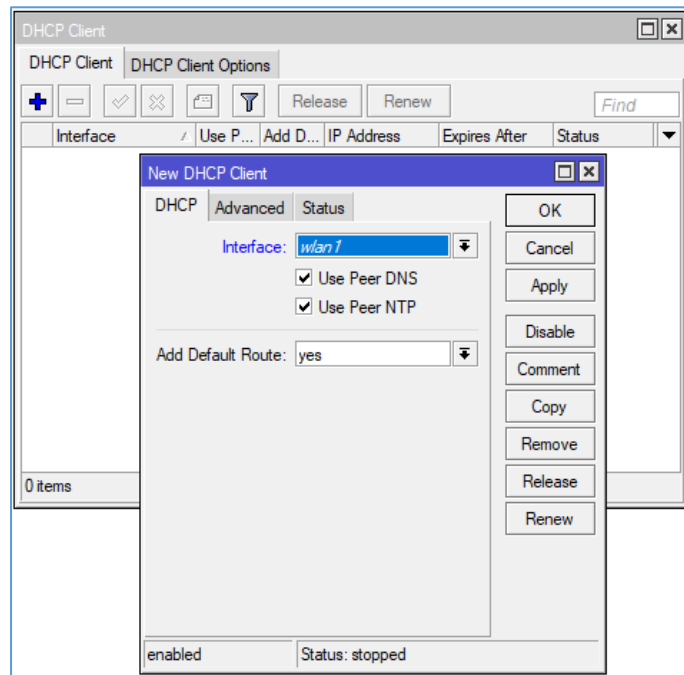 DHCP Client
DHCP Client DHCP Client Options
Release Renew Find
Interface Use P... Add D... IP Address Expires After Status
New DHCP Client
DHCP Advanced Status
OK
Interface: wlan1
Cancel
Use Peer DNS
Apply
Use Peer NTP
Disable
Add Default Route: yes
Comment
Copy
Remove
0 items
Release
Renew
enabled Status: stopped